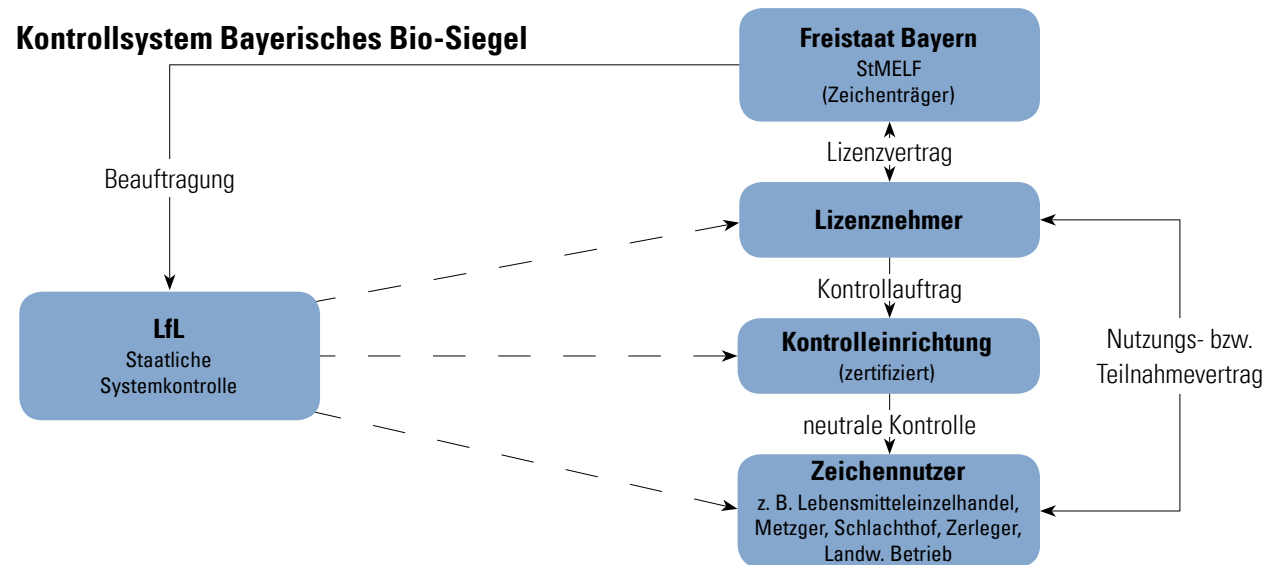 Kontrollsystem Bayerisches Bio-Siegel
Freistaat Bayern
StMELF
(Zeichenträger)
Lizenzvertrag
Beauftragung
Lizenznehmer
Kontrollauftrag
LfL
Staatliche
Systemkontrolle
Kontrolleinrichtung
(zertifiziert)
Nutzungs- bzw.
Teilnahmevertrag
neutrale Kontrolle
Zeichennutzer
z. B. Lebensmitteleinzelhandel,
Metzger, Schlachthof, Zerleger,
Landw. Betrieb